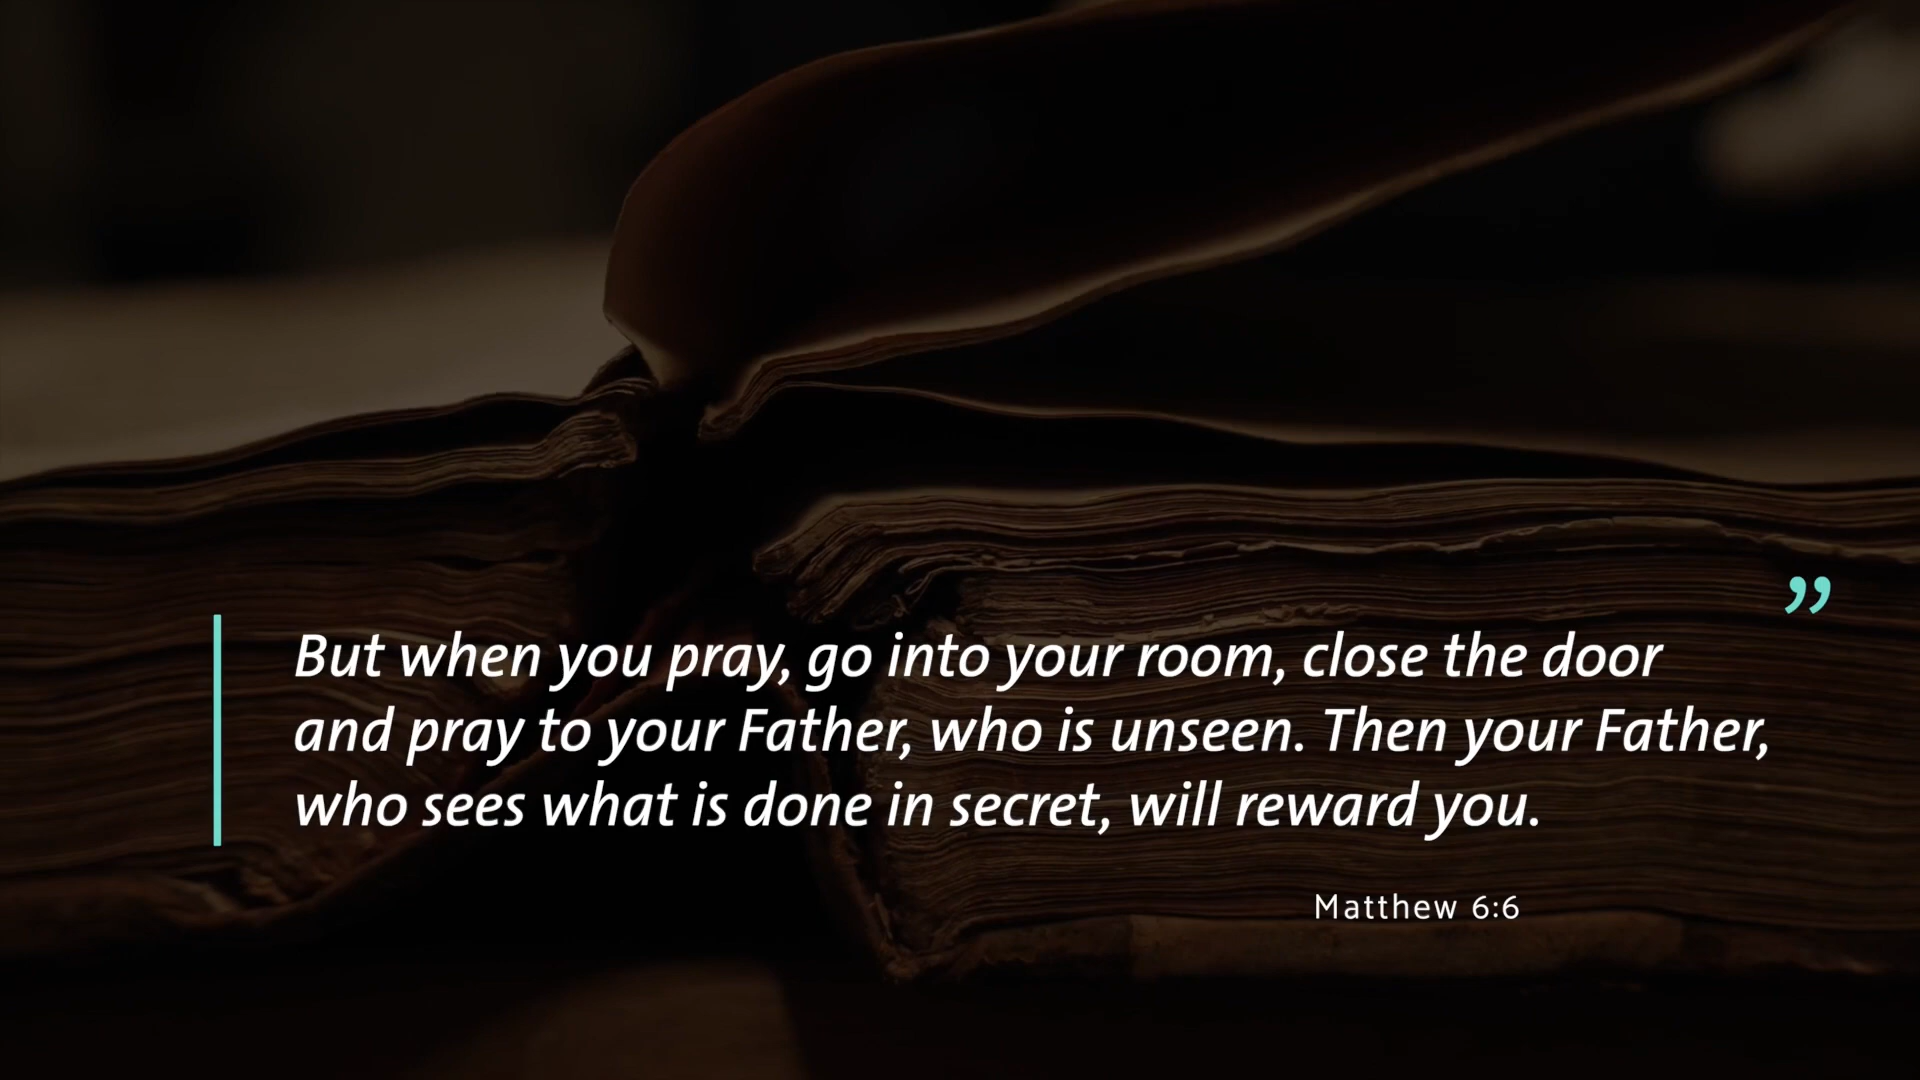 ”
But when you pray, go into your room, close the door
and pray to your Father, who is unseen. Then your Father,
who sees what is done in secret, will reward you.
Matthew 6:6